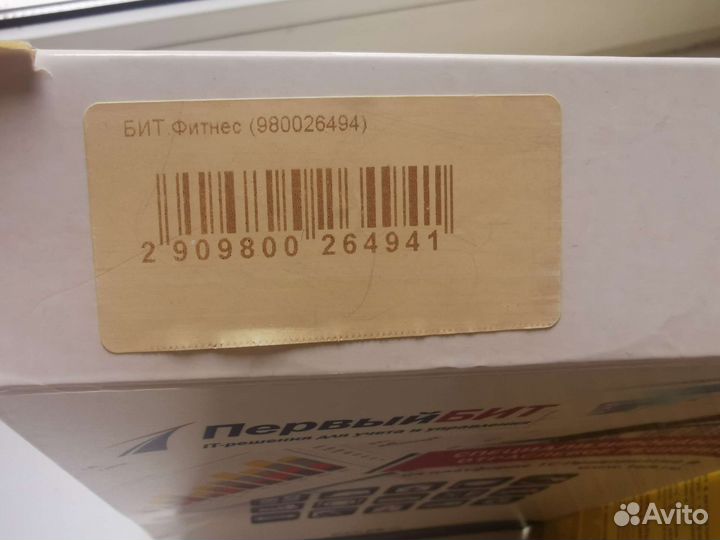 БИТ Фитнес (980026494)
2 909800 264941
ПервыйБИТ
IT-решения для учета и управления
Avito